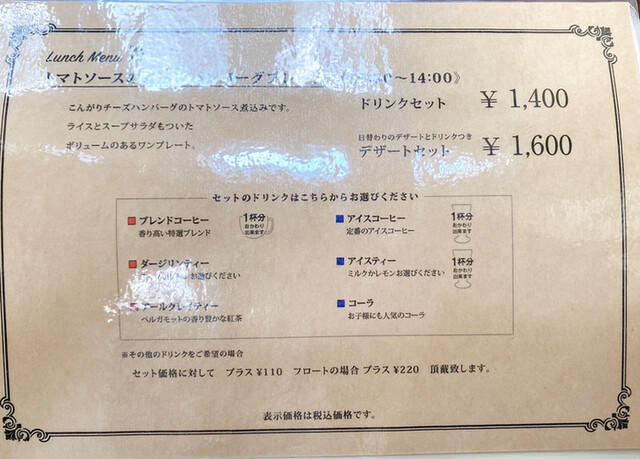 Lunch Menu
トマトソース
～14:00》
こんがりチーズハンバーグのトマトソース煮込みです。
ライスとスープサラダもついた
ボリュームのあるワンプレート。
ドリンクセット ¥ 1,400
日替わりのデザートとドリンクつき
デザートセット ¥ 1,600
セットのドリンクはこちらからお選びください
ブレンドコーヒー
香り高い特選ブレンド
1杯分
おかわり
出来ます
アイスコーヒー
定番のアイスコーヒー
1杯分
おかわり
出来ます
ダージリンティー
お選びください
アイスティー
ミルクかレモンお選びください
1杯分
おかわり
出来ます
アールグレイティー
ベルガモットの香り豊かな紅茶
コーラ
お子様にも人気のコーラ
※その他のドリンクをご希望の場合
セット価格に対して プラス ¥110 フロートの場合 プラス ¥220 頂戴致します。
表示価格は税込価格です。